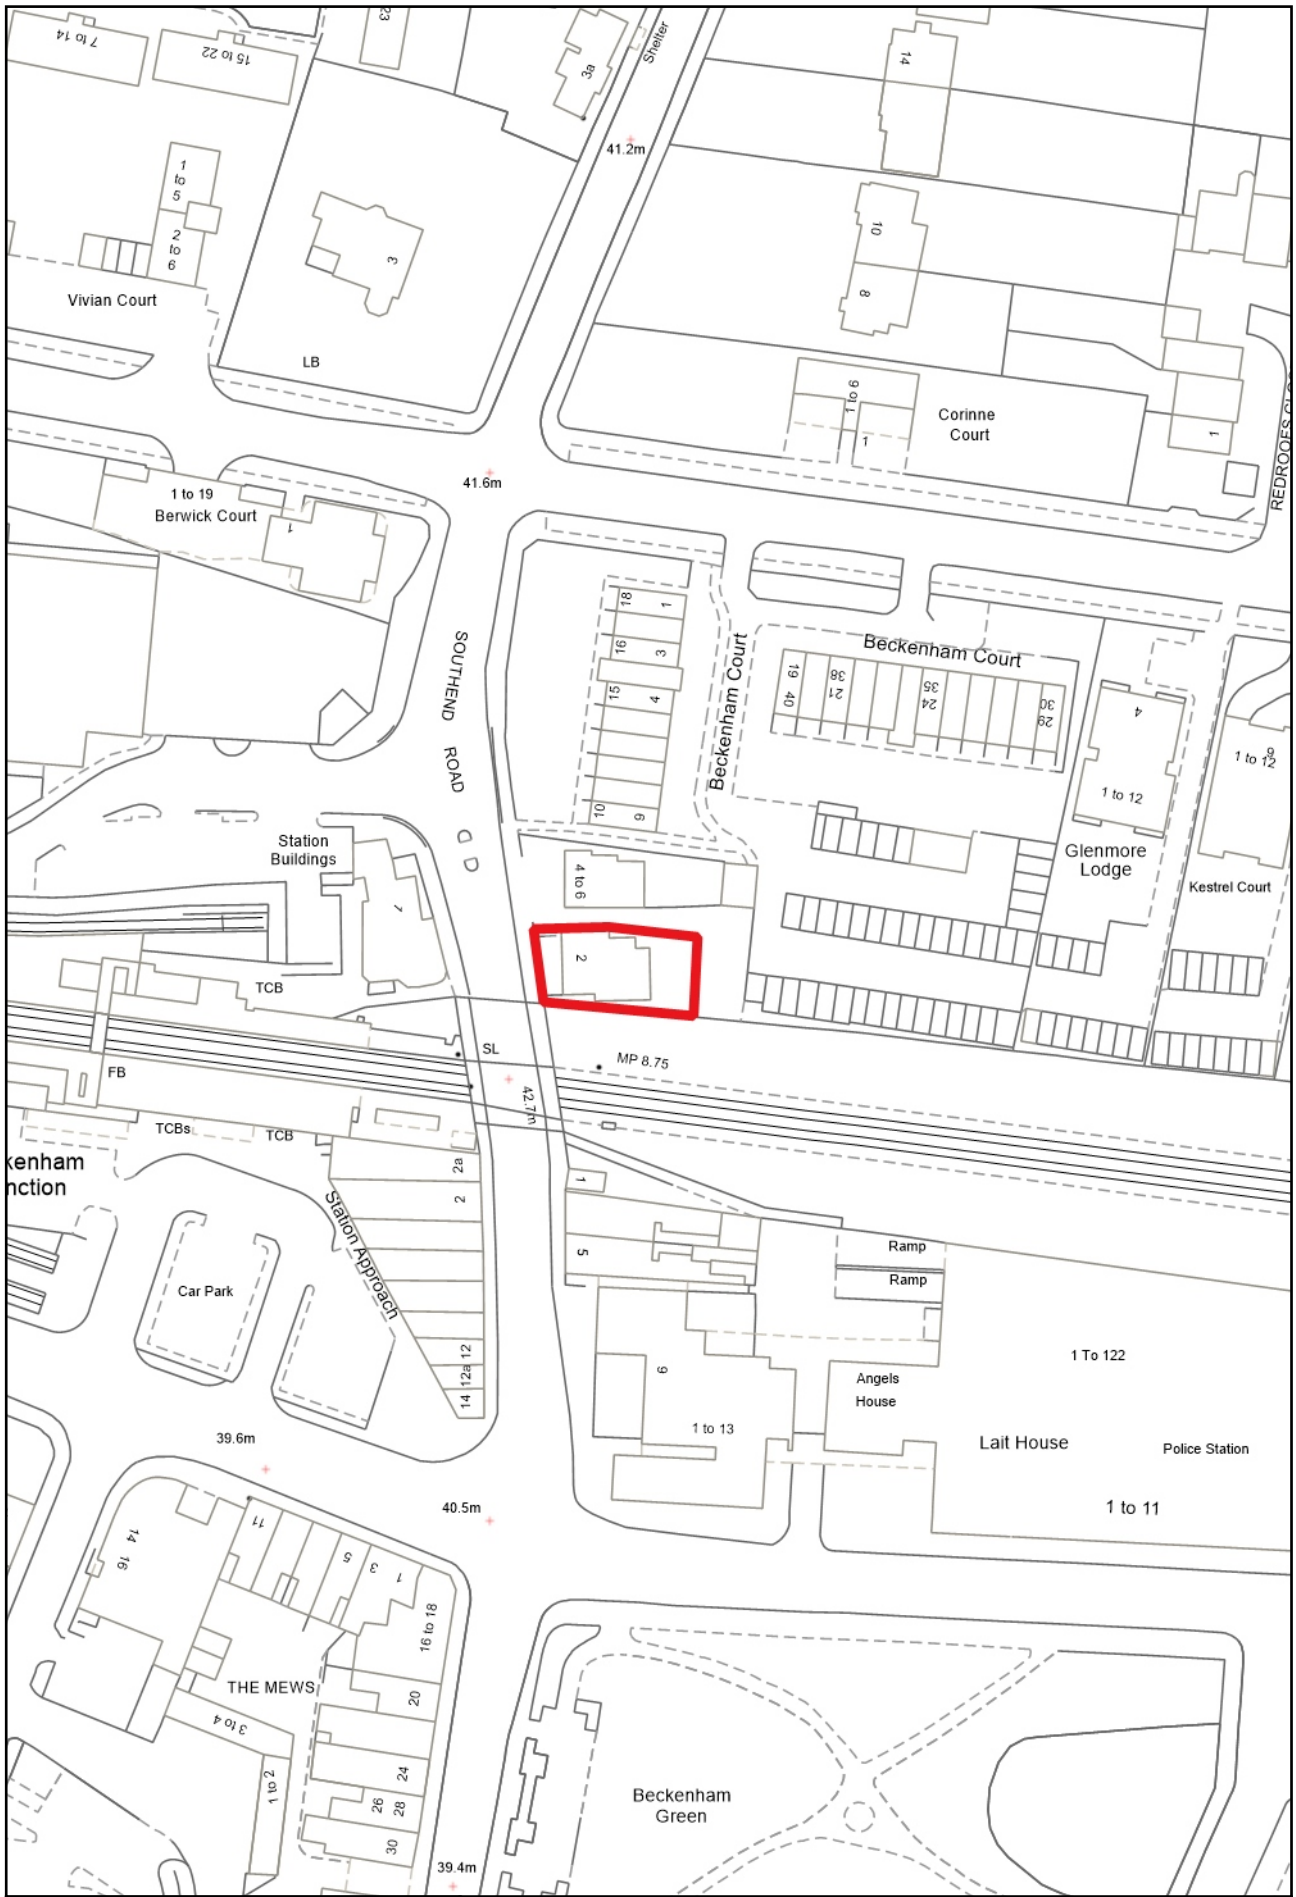 7 to 14
15 to 22
23
3a
Shelter
14
41.2m
1
to
5
2
to
6
3
10
8
Vivian Court
LB
1 to 6
1
Corinne
Court
1
41.6m
1 to 19
Berwick Court
1
SOUTHEND ROAD
18
1
16
3
15
4
10
9
Beckenham Court
Beckenham Court
19
40
38
21
35
24
30
29
4
1 to 12
9
1 to 12
Station
Buildings
Glenmore
Lodge
Kestrel Court
4 to 6
2
TCB
SL
MP 8.75
FB
42.7m
TCBs
TCB
kenham
nction
2a
2
1
Station Approach
5
Ramp
Ramp
Car Park
12
12a
14
1 To 122
Angels
House
9
1 to 13
Lait House
Police Station
39.6m
40.5m
1 to 11
11
14
16
5
3
1
16 to 18
THE MEWS
20
3 to 4
1 to 2
24
26
28
30
Beckenham
Green
39.4m